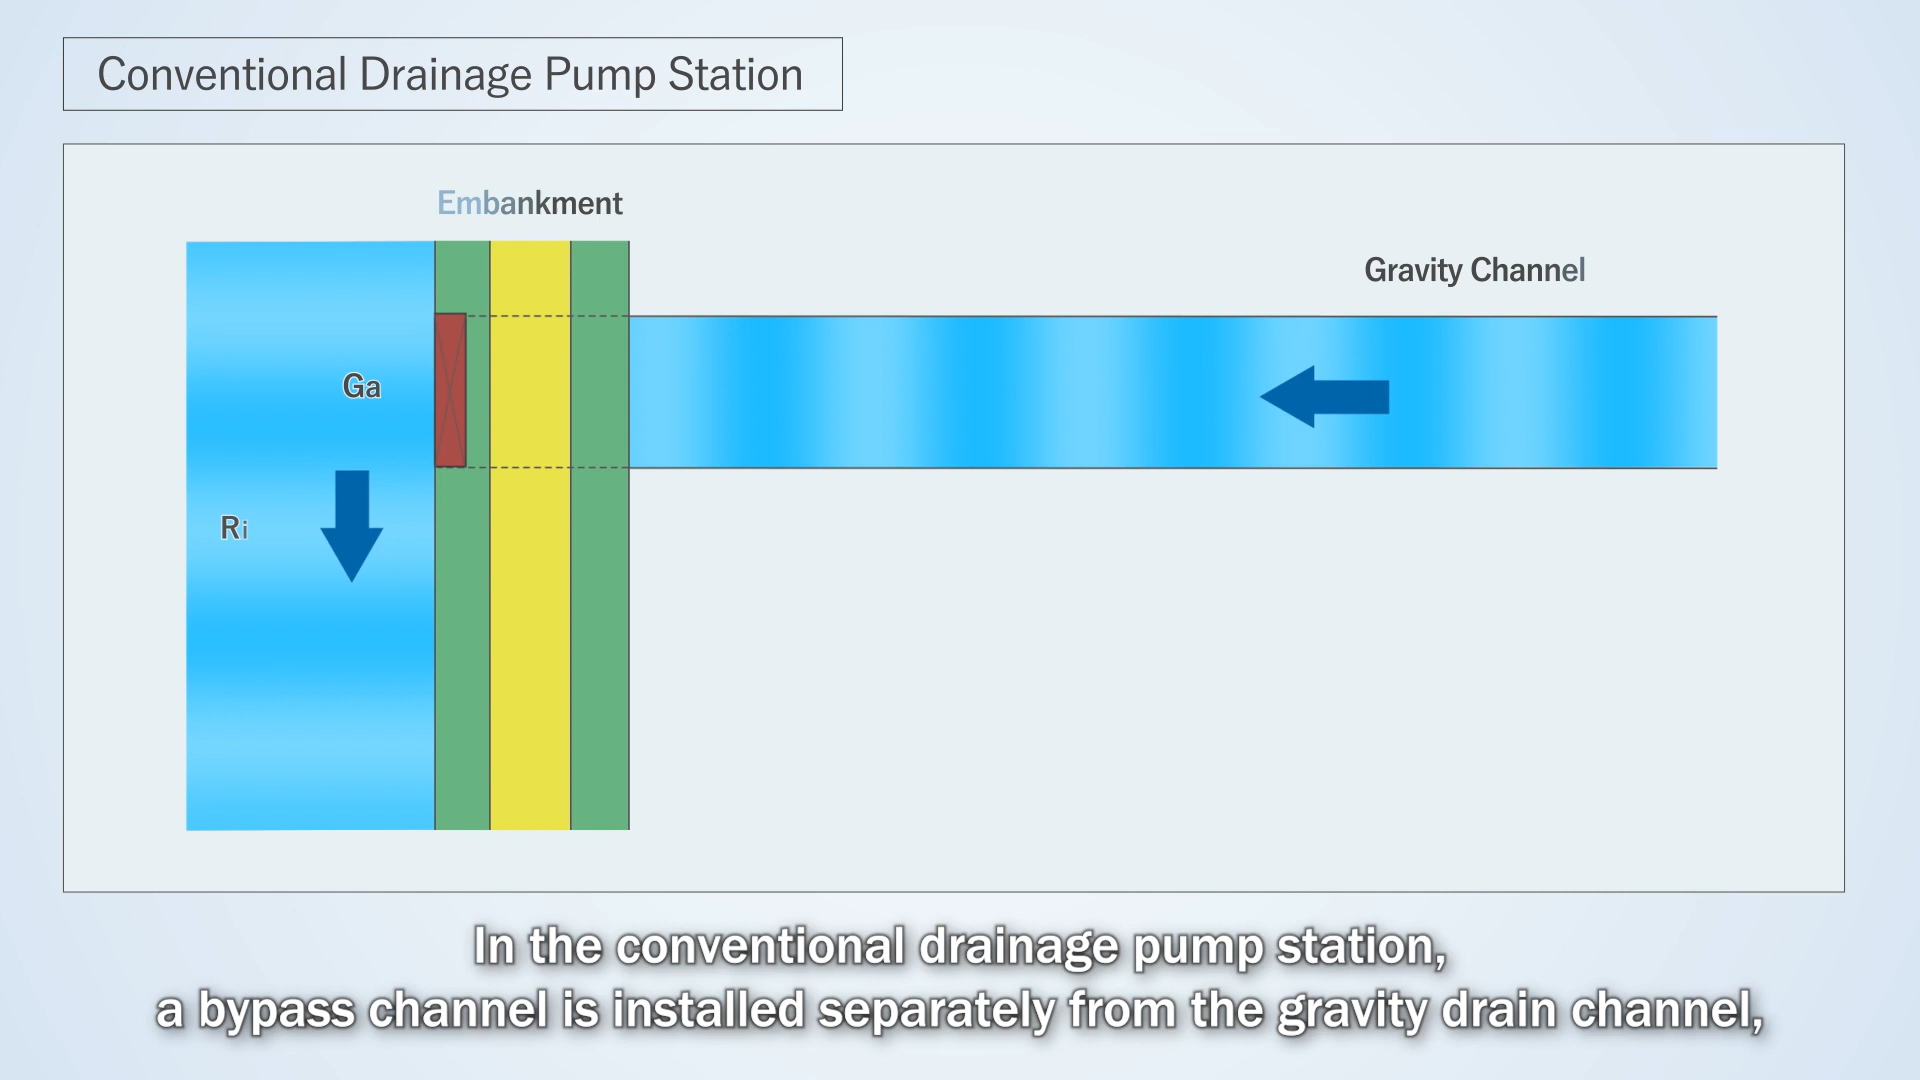 Conventional Drainage Pump Station
Embankment
Gravity Channel
Ga
Ri
In the conventional drainage pump station,
a bypass channel is installed separately from the gravity drain channel,